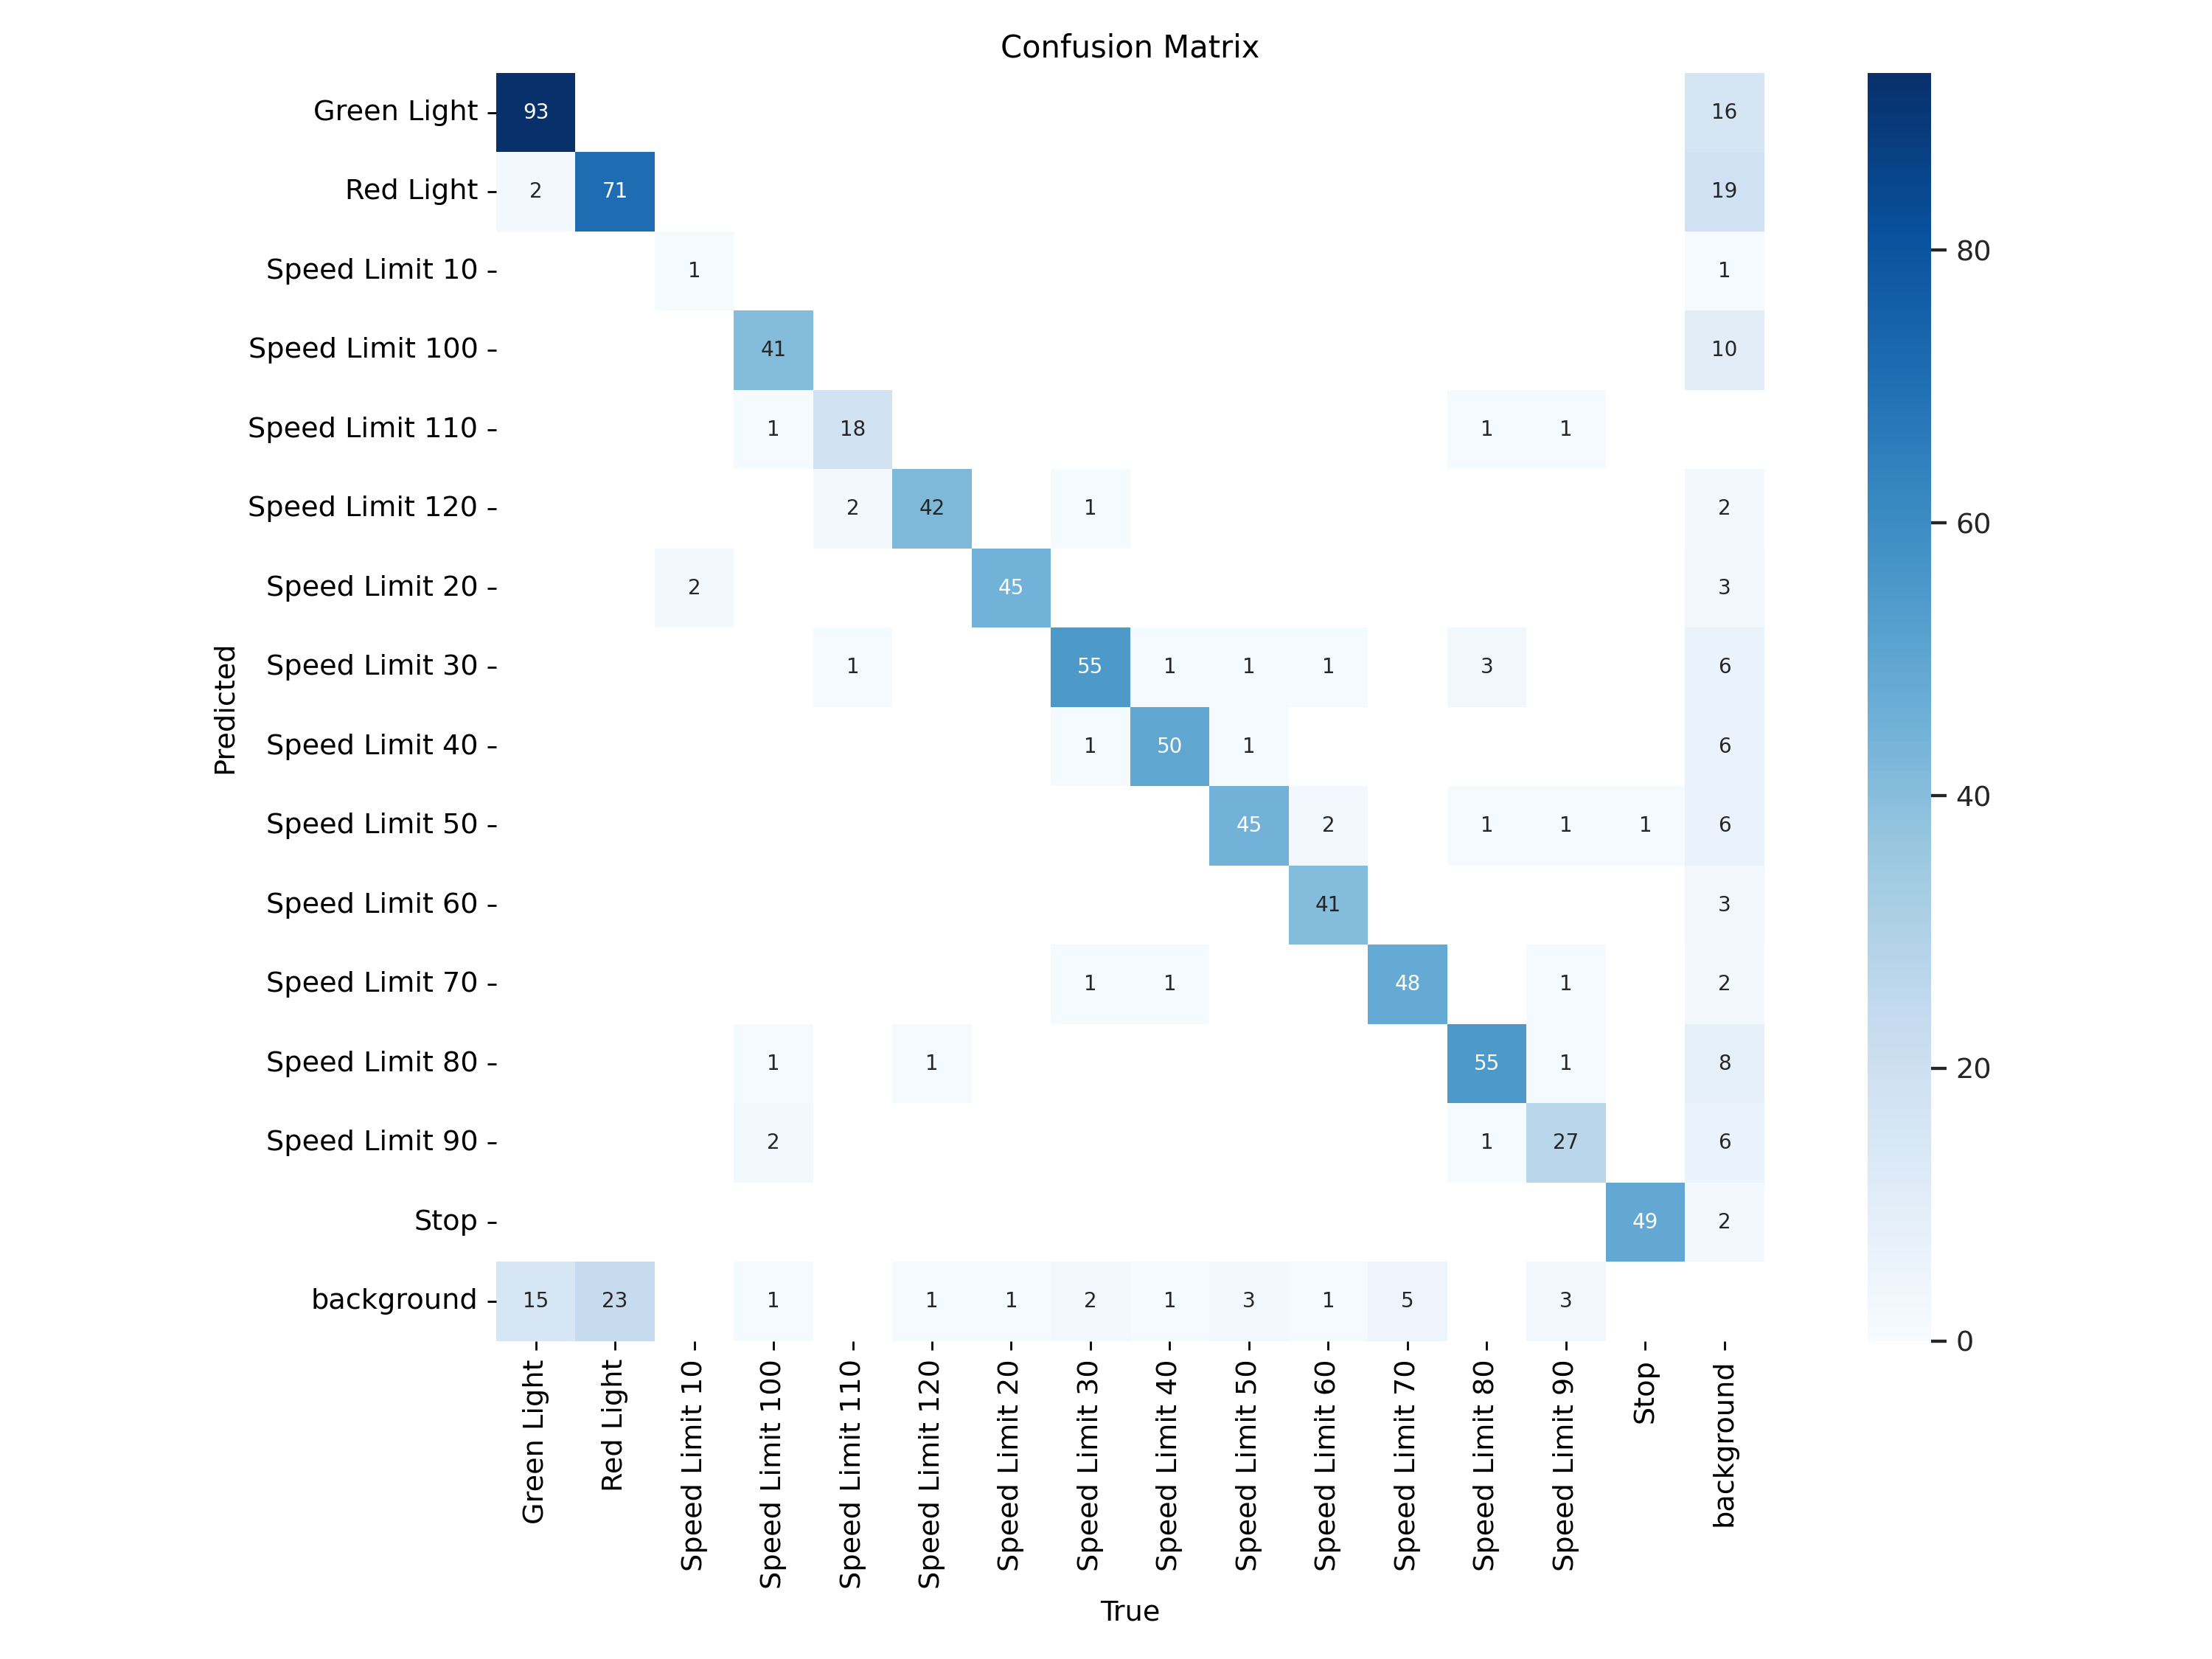 Confusion Matrix
Green Light 93 16
Red Light 2 71 19
Speed Limit 10 1 1
Speed Limit 100 41 10
Speed Limit 110 1 18 1 1
Speed Limit 120 2 42 1 2
Speed Limit 20 2 45 3
Speed Limit 30 1 55 1 1 1 3 6
Speed Limit 40 1 50 1 6
Speed Limit 50 45 2 1 1 1 6
Speed Limit 60 41 3
Speed Limit 70 1 1 48 1 2
Speed Limit 80 1 1 55 1 8
Speed Limit 90 2 1 27 6
Stop 49 2
background 15 23 1 1 1 2 1 3 1 5 3
Predicted
Green Light
Red Light
Speed Limit 10
Speed Limit 100
Speed Limit 110
Speed Limit 120
Speed Limit 20
Speed Limit 30
Speed Limit 40
Speed Limit 50
Speed Limit 60
Speed Limit 70
Speed Limit 80
Speed Limit 90
Stop
background
True
80
60
40
20
0